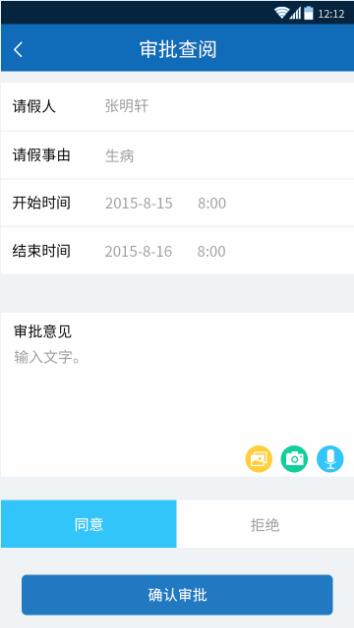 12:12
审批查阅
请假人 张明轩
请假事由 生病
开始时间 2015-8-15 8:00
结束时间 2015-8-16 8:00
审批意见
输入文字。
同意 拒绝
确认审批